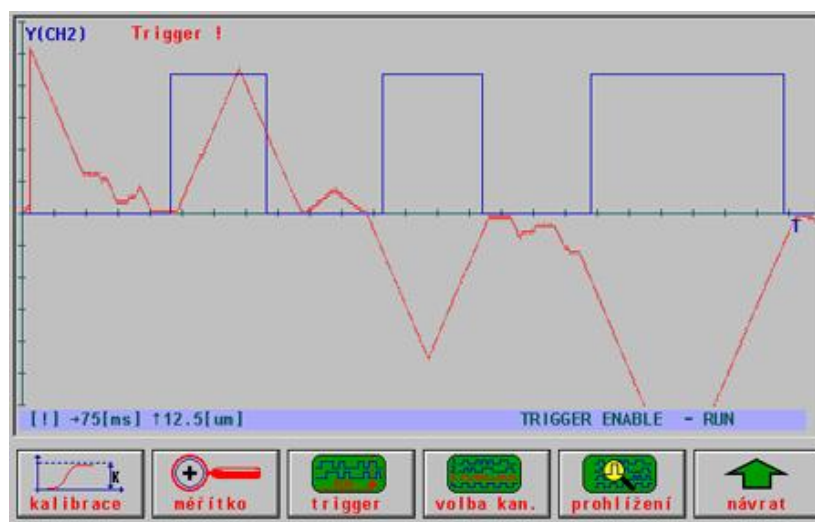 Y(CH2) Trigger !
T
[!] →75[ms] ↑12.5[um] TRIGGER ENABLE - RUN
K
kalibrace měřítko trigger volba kan. prohlížení návrat